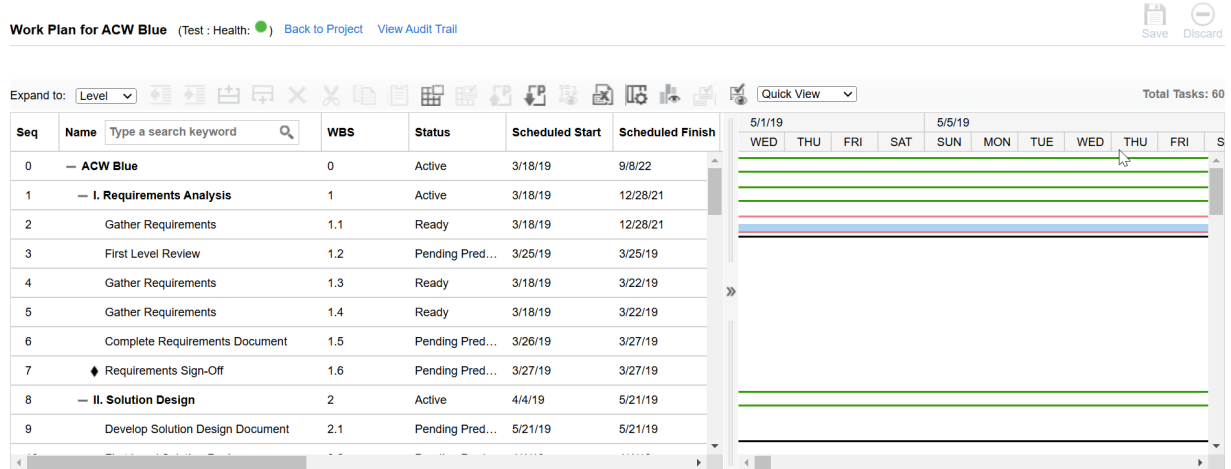 Work Plan for ACW Blue (Test : Health: ) Back to Project View Audit Trail
Save Discard
Expand to: Level Quick View Total Tasks: 60
5/1/19 5/5/19
Seq Name Type a search keyword WBS Status Scheduled Start Scheduled Finish
WED THU FRI SAT SUN MON TUE WED THU FRI S
0 ACW Blue 0 Active 3/18/19 9/8/22
1 I. Requirements Analysis 1 Active 3/18/19 12/28/21
2 Gather Requirements 1.1 Ready 3/18/19 12/28/21
3 First Level Review 1.2 Pending Pred... 3/25/19 3/25/19
4 Gather Requirements 1.3 Ready 3/18/19 3/22/19
5 Gather Requirements 1.4 Ready 3/18/19 3/22/19
6 Complete Requirements Document 1.5 Pending Pred... 3/26/19 3/27/19
7 Requirements Sign-Off 1.6 Pending Pred... 3/27/19 3/27/19
8 II. Solution Design 2 Active 4/4/19 5/21/19
9 Develop Solution Design Document 2.1 Pending Pred... 5/21/19 5/21/19